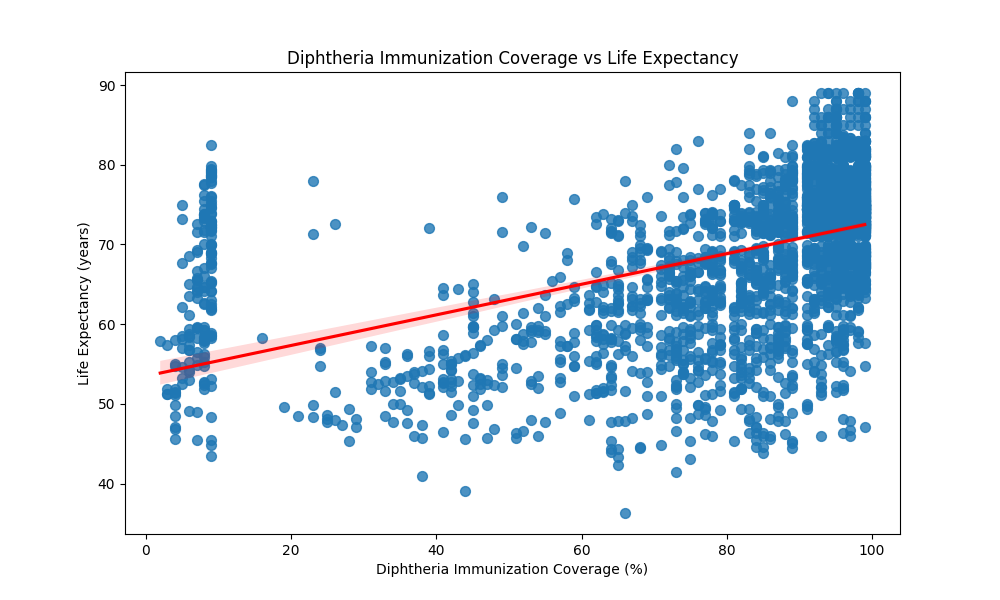 Diphtheria Immunization Coverage vs Life Expectancy
90
80
70
60
50
40
Life Expectancy (years)
0 20 40 60 80 100
Diphtheria Immunization Coverage (%)